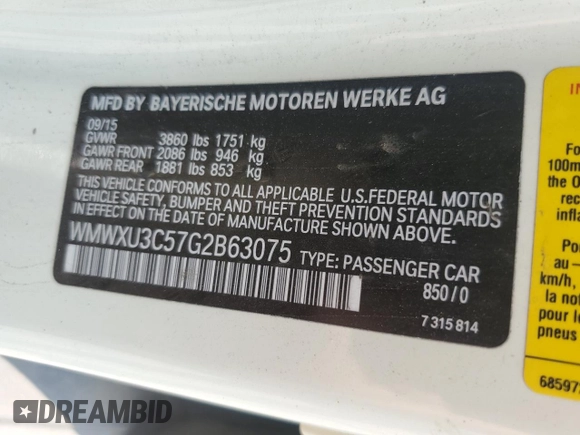 MFD BY BAYERISCHE MOTOREN WERKE AG
09/15
GVWR 3860 lbs 1751 kg
GAWR FRONT 2086 lbs 946 kg
GAWR REAR 1881 lbs 853 kg
THIS VEHICLE CONFORMS TO ALL APPLICABLE U.S.FEDERAL MOTOR
VEHICLE SAFETY, BUMPER AND THEFT PREVENTION STANDARDS
IN EFFECT ON THE DATE OF MANUFACTURE SHOWN ABOVE.
WMWXU3C57G2B63075 TYPE: PASSENGER CAR
850/0
7 315 814
Fo
100m
the O
rec
infla
Po
au –
km/h,
la not
pour le
pneus
68597
DREAMBID